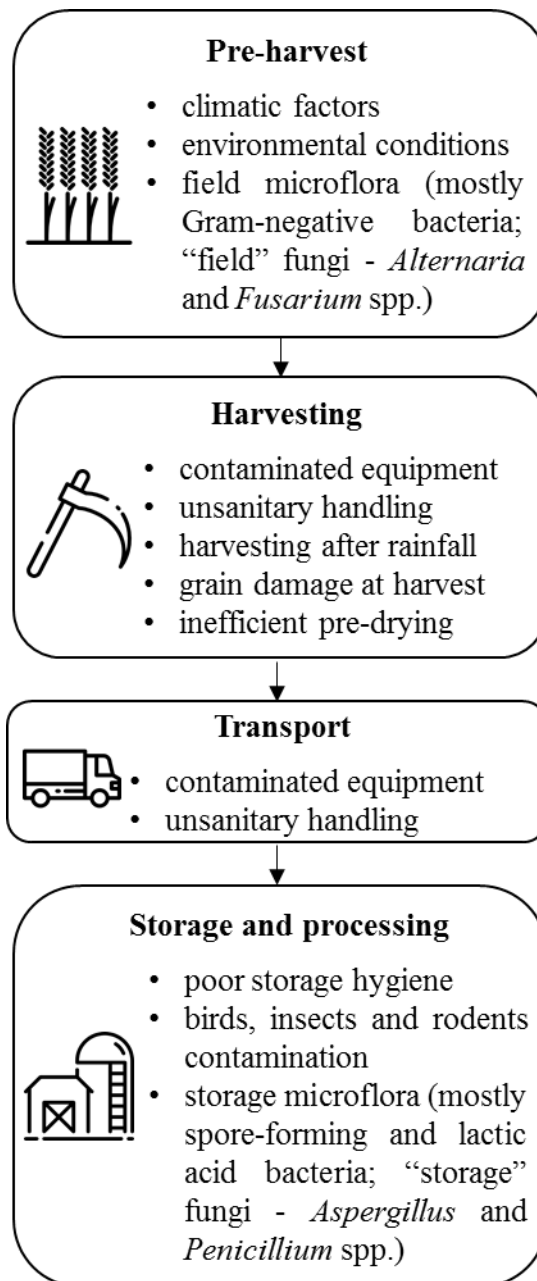 Pre-harvest
• climatic factors
• environmental conditions
• field microflora (mostly
Gram-negative bacteria;
“field” fungi - Alternaria
and Fusarium spp.)
Harvesting
• contaminated equipment
• unsanitary handling
• harvesting after rainfall
• grain damage at harvest
• inefficient pre-drying
Transport
• contaminated equipment
• unsanitary handling
Storage and processing
• poor storage hygiene
• birds, insects and rodents
contamination
• storage microflora (mostly
spore-forming and lactic
acid bacteria; “storage”
fungi - Aspergillus and
Penicillium spp.)